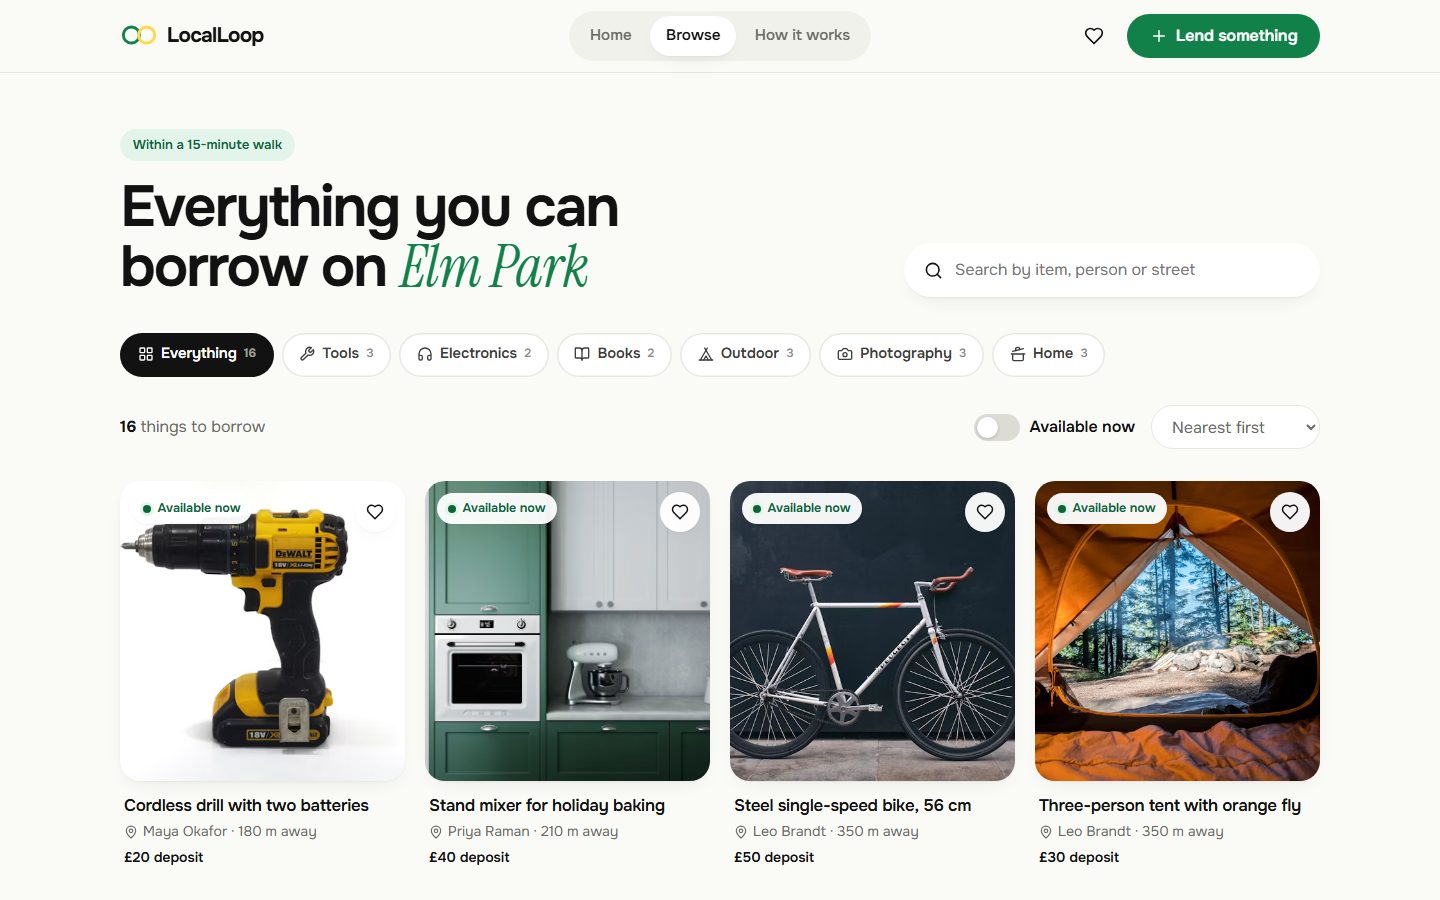 LocalLoop
Home
Browse
How it works
Lend something
Within a 15-minute walk
Everything you can
borrow on Elm Park
Search by item, person or street
Everything 16
Tools 3
Electronics 2
Books 2
Outdoor 3
Photography 3
Home 3
16 things to borrow
Available now
Nearest first
Available now
DEWALT
18V
18V
Available now
Available now
PEUGEOT
Available now
Cordless drill with two batteries
Maya Okafor · 180 m away
£20 deposit
Stand mixer for holiday baking
Priya Raman · 210 m away
£40 deposit
Steel single-speed bike, 56 cm
Leo Brandt · 350 m away
£50 deposit
Three-person tent with orange fly
Leo Brandt · 350 m away
£30 deposit